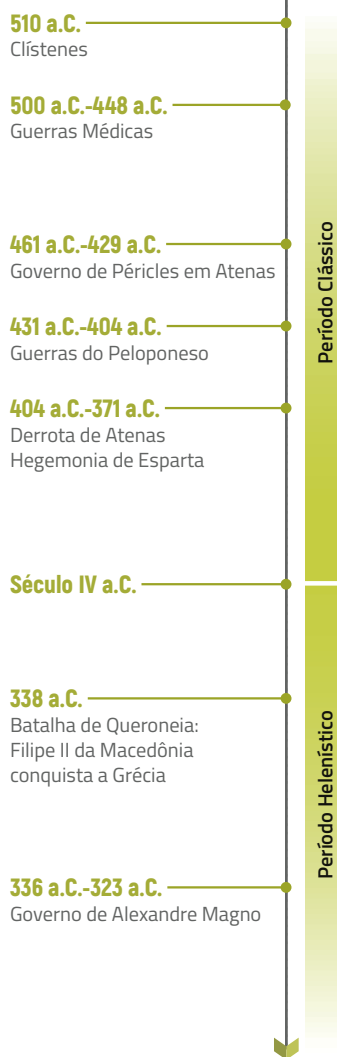 510 a.C.
Clístenes
500 a.C.-448 a.C.
Guerras Médicas
461 a.C.-429 a.C.
Governo de Péricles em Atenas
431 a.C.-404 a.C.
Guerras do Peloponeso
404 a.C.-371 a.C.
Derrota de Atenas
Hegemonia de Esparta
Período Clássico
Século IV a.C.
338 a.C.
Batalha de Queroneia:
Filipe II da Macedônia
conquista a Grécia
336 a.C.-323 a.C.
Governo de Alexandre Magno
Período Helenístico